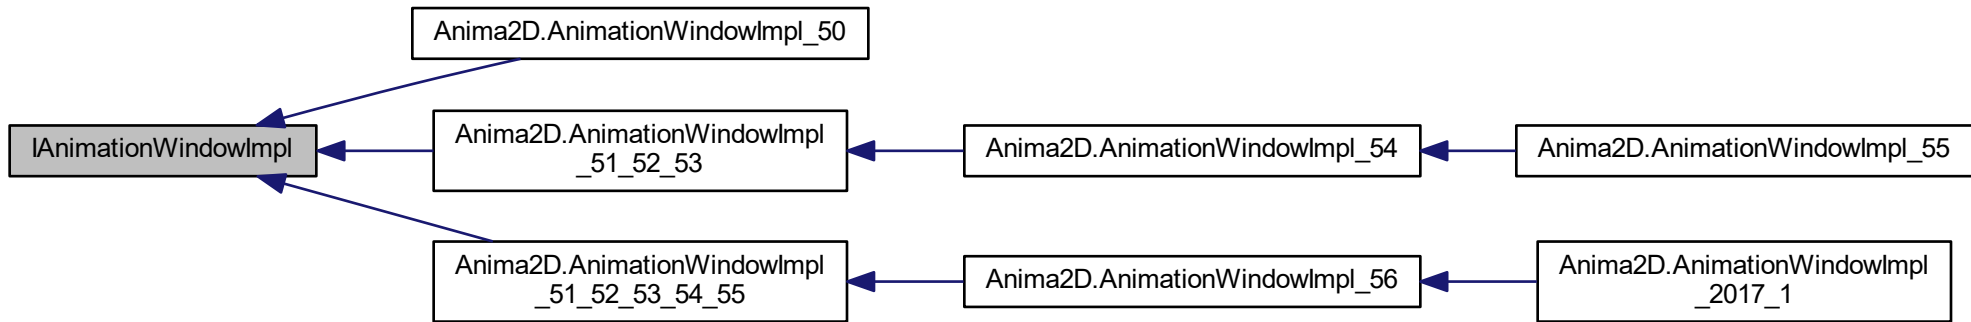 Anima2D.AnimationWindowImpl_50
IAnimationWindowImpl
Anima2D.AnimationWindowImpl
_51_52_53
Anima2D.AnimationWindowImpl_54
Anima2D.AnimationWindowImpl_55
Anima2D.AnimationWindowImpl
_51_52_53_54_55
Anima2D.AnimationWindowImpl_56
Anima2D.AnimationWindowImpl
_2017_1